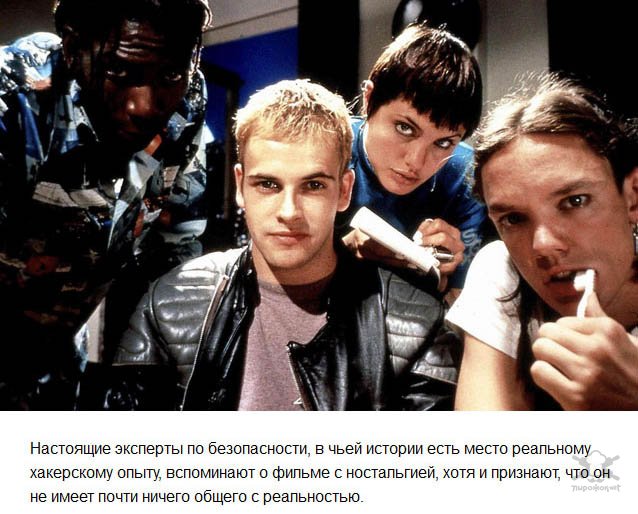 Настоящие эксперты по безопасности, в чьей истории есть место реальному
хакерскому опыту, вспоминают о фильме с ностальгией, хотя и признают, что он
не имеет почти ничего общего с реальностью.